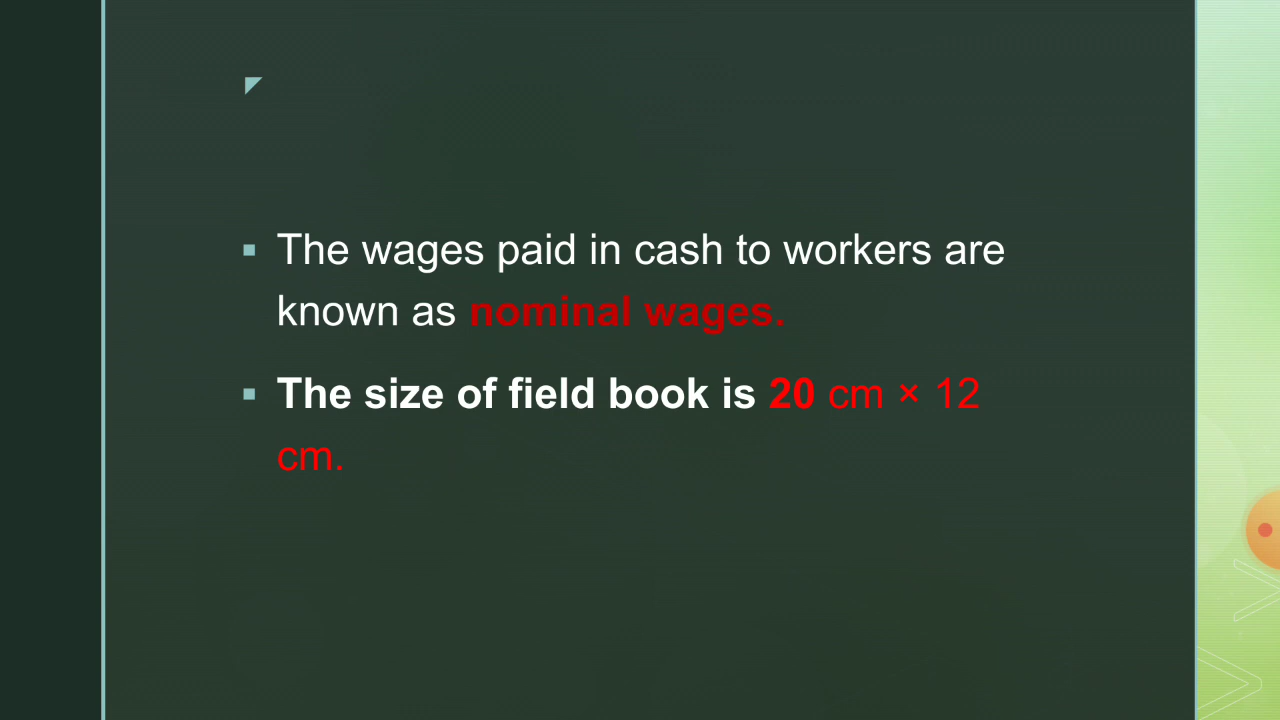 The wages paid in cash to workers are
known as nominal wages.
The size of field book is 20 cm × 12
cm.